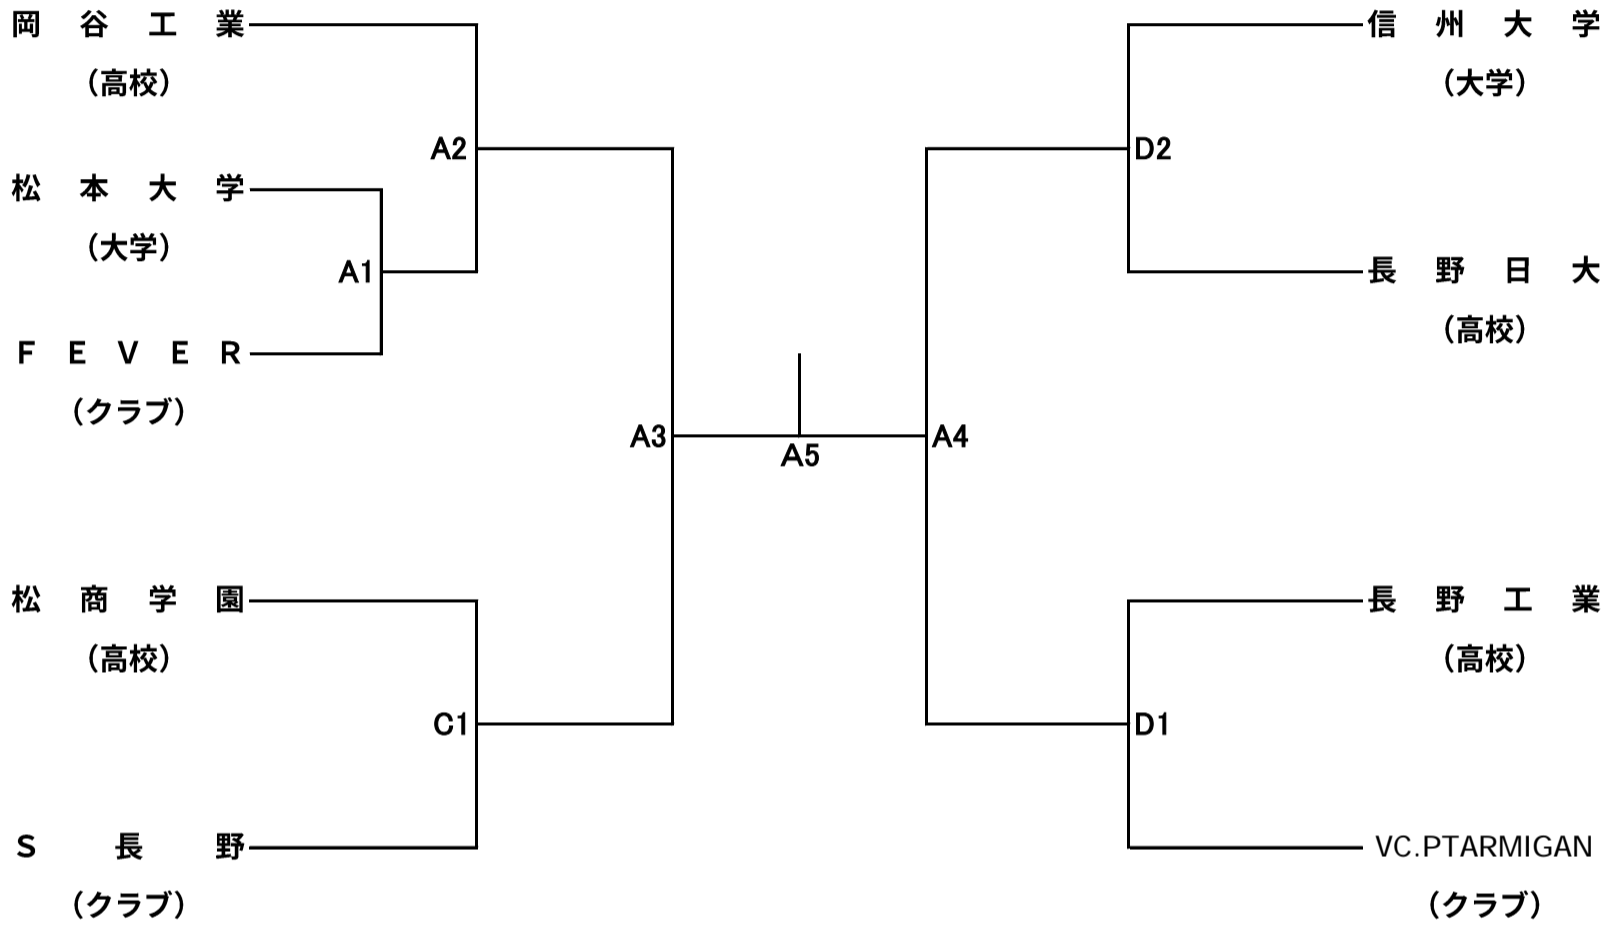 岡谷工業
（高校）
A2
松本大学
（大学）
A1
FEVER
（クラブ）
A3
松商学園
（高校）
C1
S長野
（クラブ）
A5
信州大学
（大学）
D2
長野日大
（高校）
A4
長野工業
（高校）
D1
VC.PTARMIGAN
（クラブ）